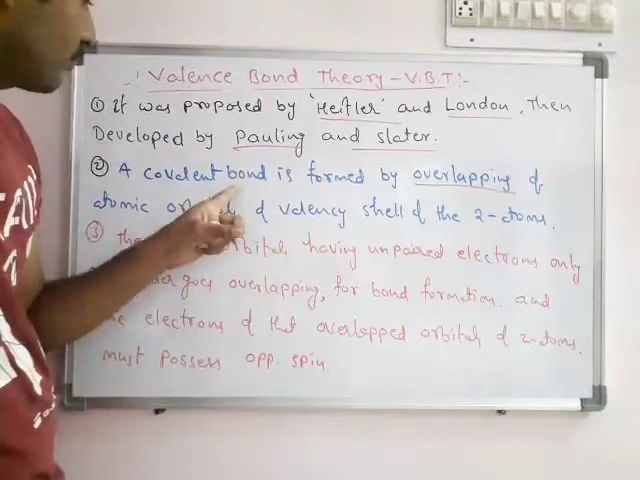 Valence Bond Theory - V.B.T :-
① It was proposed by 'Heitler' and London, Then
Developed by Pauling and slater.
② A covalent bond is formed by overlapping of
atomic of valency shell of the 2-atoms.
③ having unpaired electrons only
goes overlapping, for bond formation. and
electrons of that overlapped orbitals of 2-atoms.
must possess opp. spin.